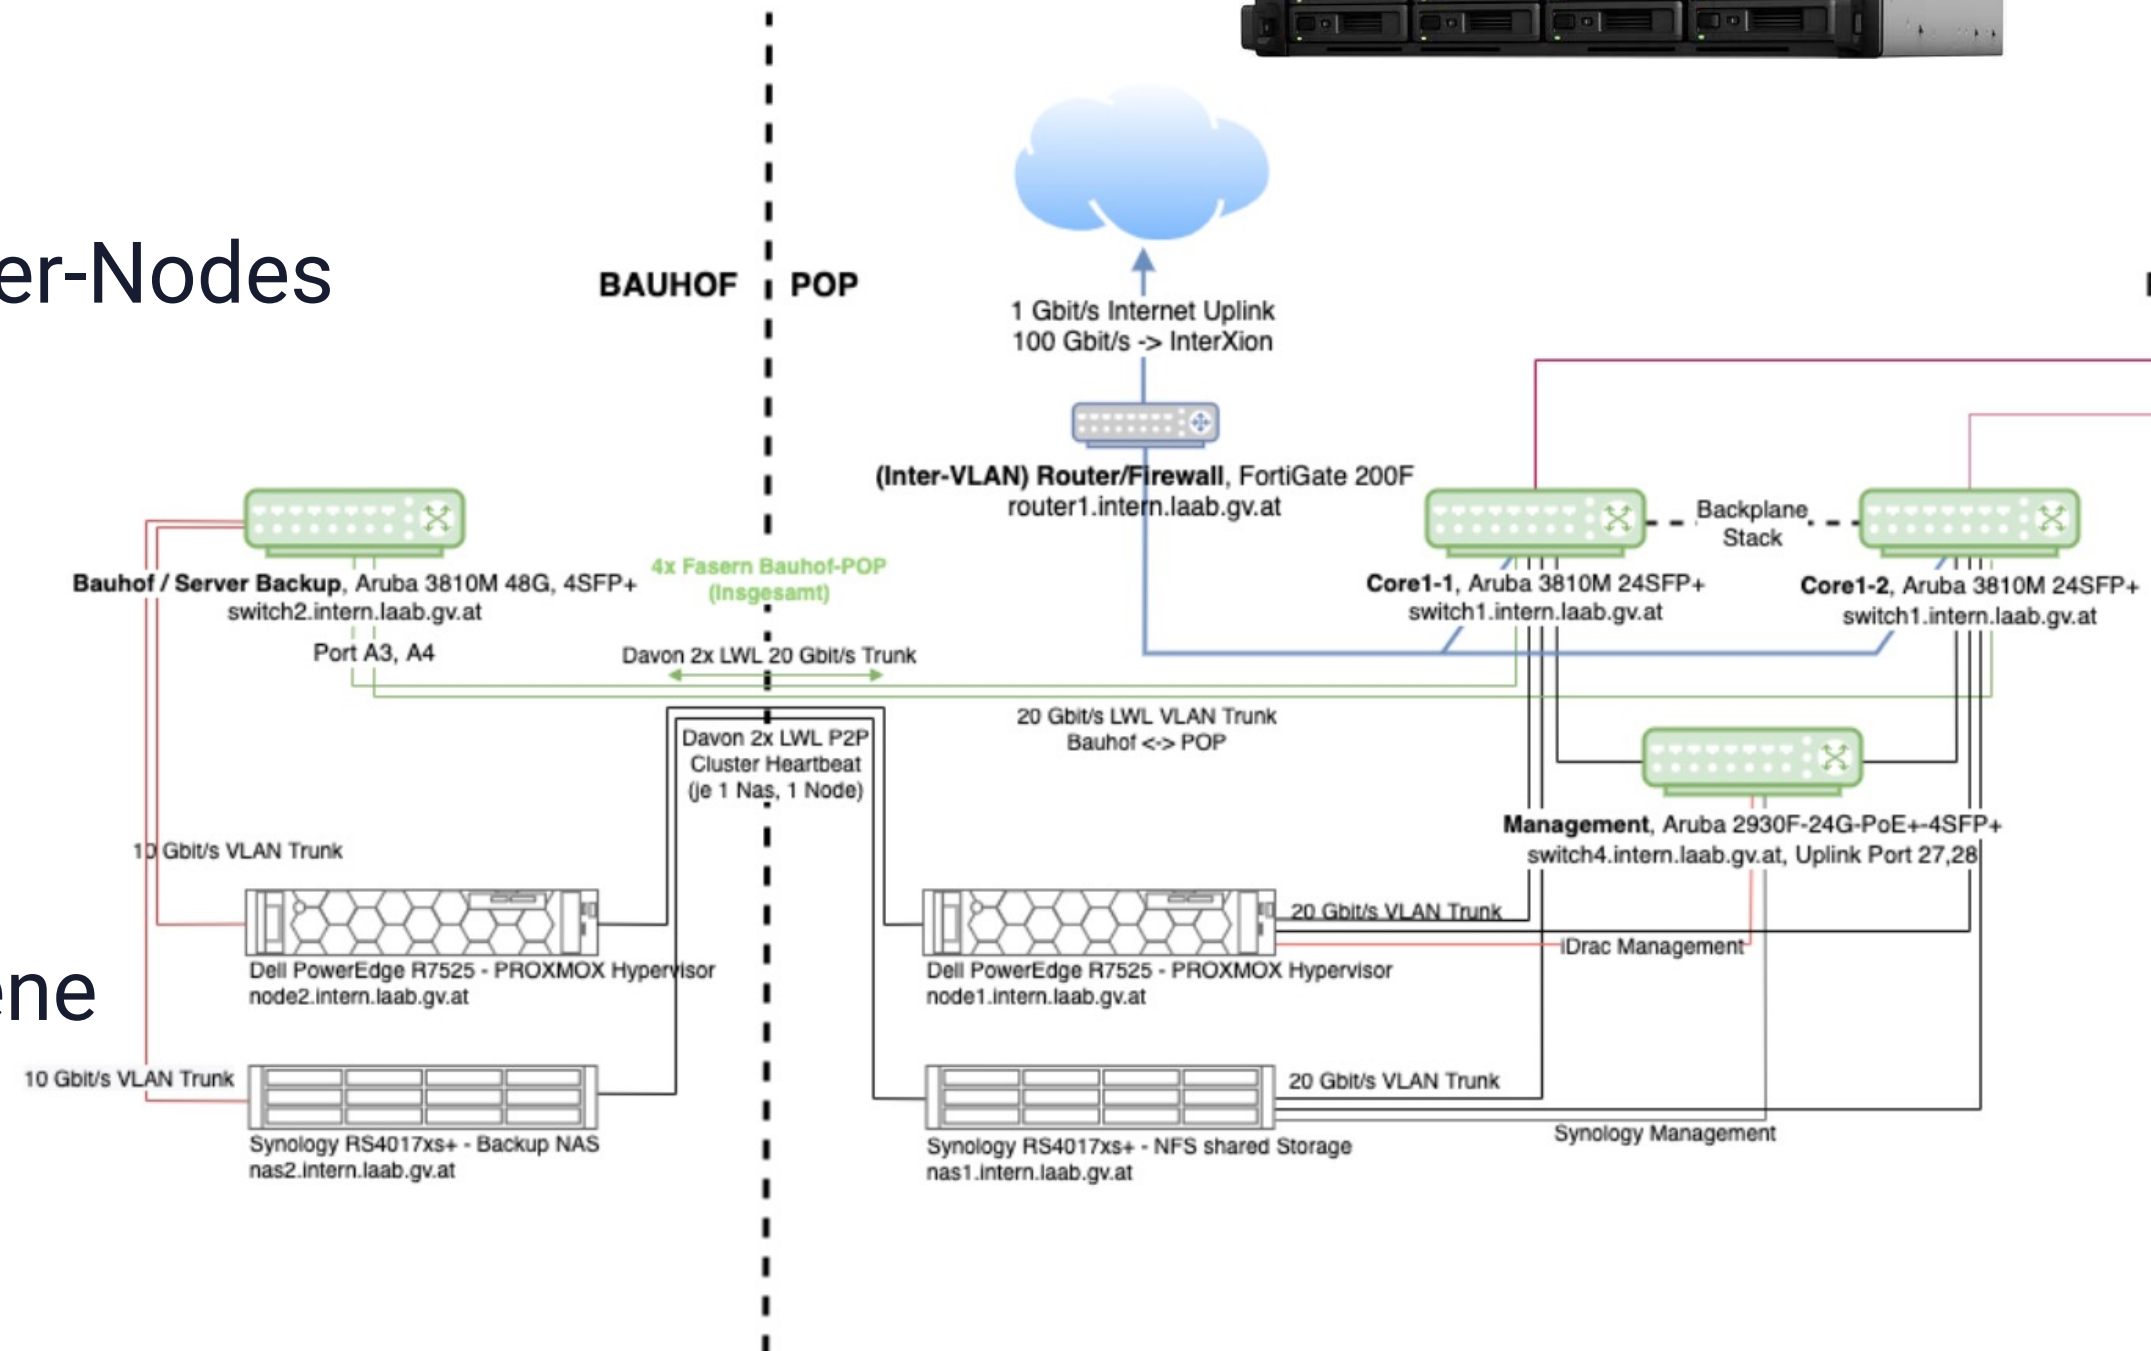 er-Nodes
BAUHOF
POP
1 Gbit/s Internet Uplink
100 Gbit/s -> InterXion
(Inter-VLAN) Router/Firewall, FortiGate 200F
router1.intern.laab.gv.at
Backplane
Stack
Bauhof / Server Backup, Aruba 3810M 48G, 4SFP+
switch2.intern.laab.gv.at
Port A3, A4
4x Fasern Bauhof-POP
(Insgesamt)
Core1-1, Aruba 3810M 24SFP+
switch1.intern.laab.gv.at
Core1-2, Aruba 3810M 24SFP+
switch1.intern.laab.gv.at
Davon 2x LWL 20 Gbit/s Trunk
20 Gbit/s LWL VLAN Trunk
Bauhof <-> POP
Davon 2x LWL P2P
Cluster Heartbeat
(je 1 Nas, 1 Node)
Management, Aruba 2930F-24G-PoE+-4SFP+
switch4.intern.laab.gv.at, Uplink Port 27,28
10 Gbit/s VLAN Trunk
20 Gbit/s VLAN Trunk
iDrac Management
Dell PowerEdge R7525 - PROXMOX Hypervisor
node2.intern.laab.gv.at
Dell PowerEdge R7525 - PROXMOX Hypervisor
node1.intern.laab.gv.at
ene
10 Gbit/s VLAN Trunk
20 Gbit/s VLAN Trunk
Synology Management
Synology RS4017xs+ - Backup NAS
nas2.intern.laab.gv.at
Synology RS4017xs+ - NFS shared Storage
nas1.intern.laab.gv.at